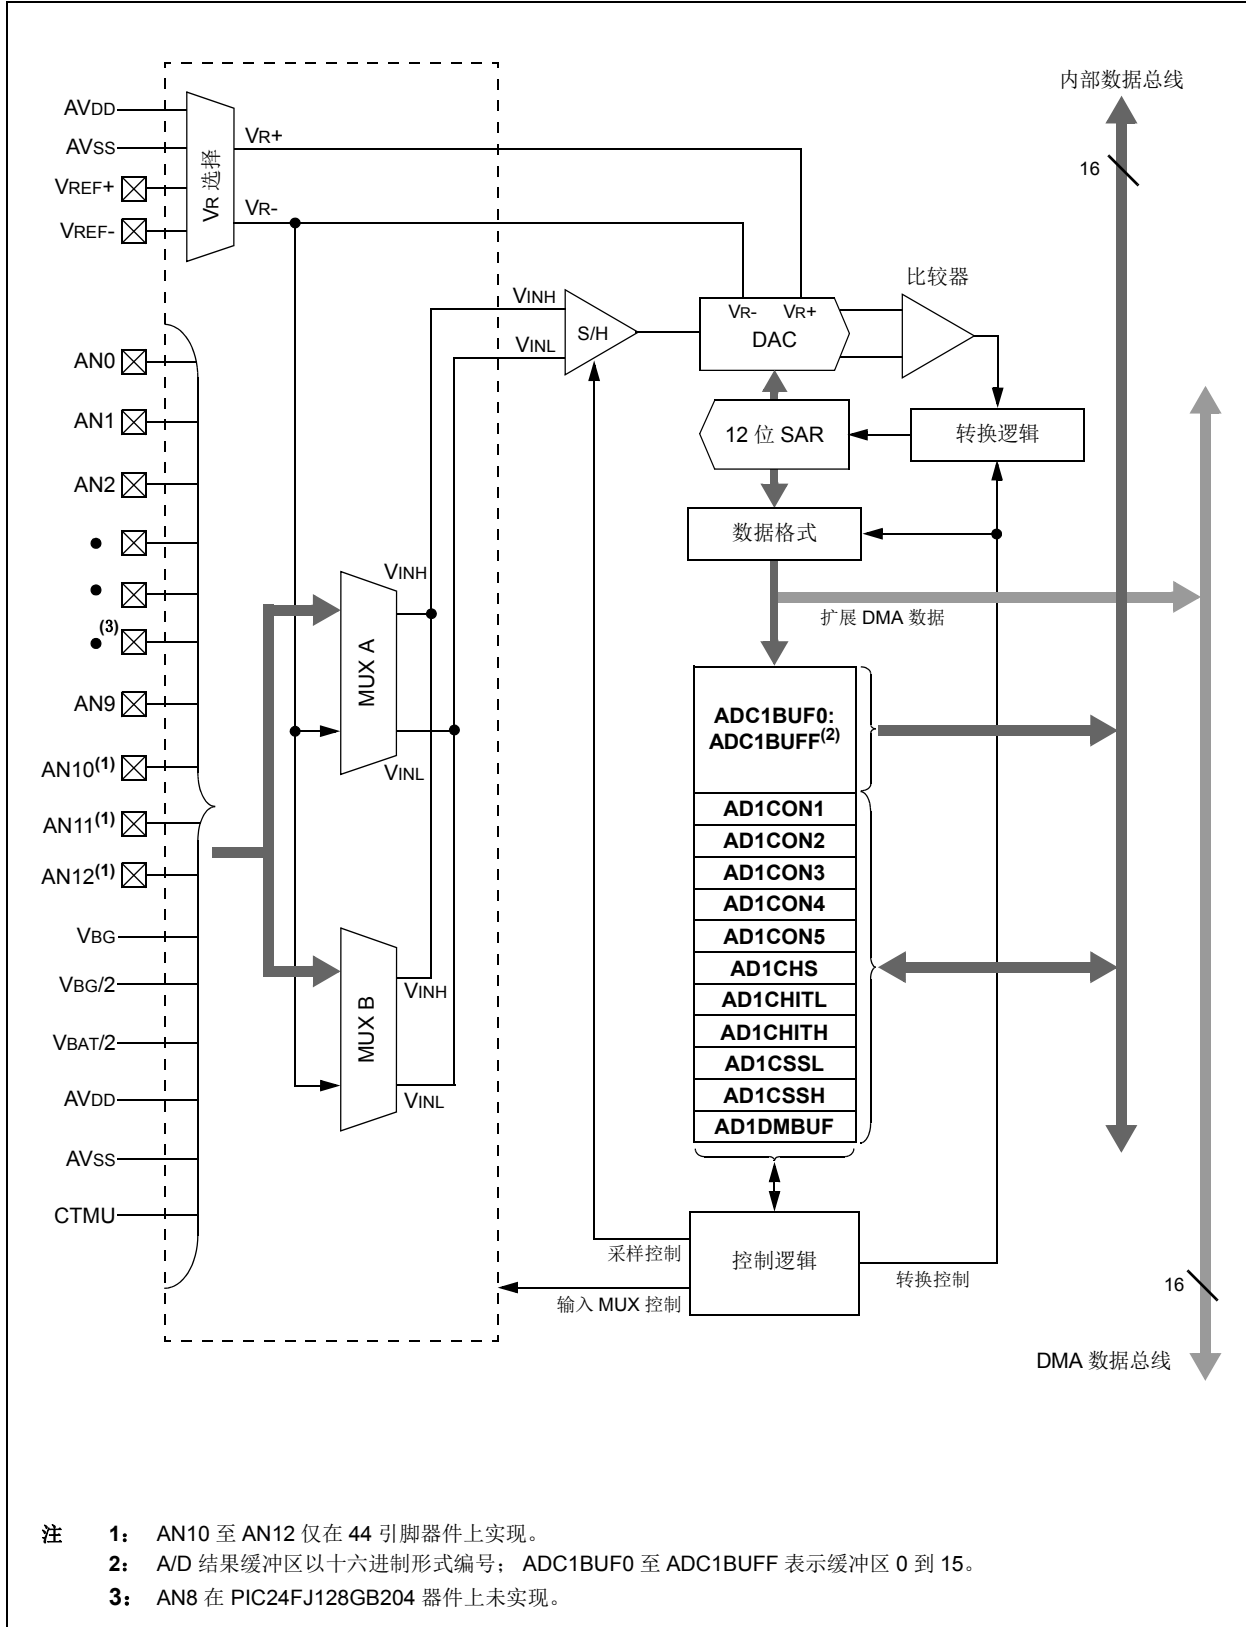 内部数据总线
AVDD
AVSS
VREF+
VREF-
VR 选择
VR+
VR-
16
比较器
VINH
VINL
S/H
VR- VR+
DAC
AN0
AN1
AN2
•
•
•(3)
AN9
AN10(1)
AN11(1)
AN12(1)
VBG
VBG/2
VBAT/2
AVDD
AVSS
CTMU
12 位 SAR
转换逻辑
数据格式
扩展 DMA 数据
VINH
MUX A
VINL
MUX B
VINH
VINL
ADC1BUF0:
ADC1BUFF(2)
AD1CON1
AD1CON2
AD1CON3
AD1CON4
AD1CON5
AD1CHS
AD1CHITL
AD1CHITH
AD1CSSL
AD1CSSH
AD1DMBUF
采样控制
控制逻辑
转换控制
输入 MUX 控制
16
DMA 数据总线
注 1： AN10 至 AN12 仅在 44 引脚器件上实现。
2： A/D 结果缓冲区以十六进制形式编号； ADC1BUF0 至 ADC1BUFF 表示缓冲区 0 到 15。
3： AN8 在 PIC24FJ128GB204 器件上未实现。